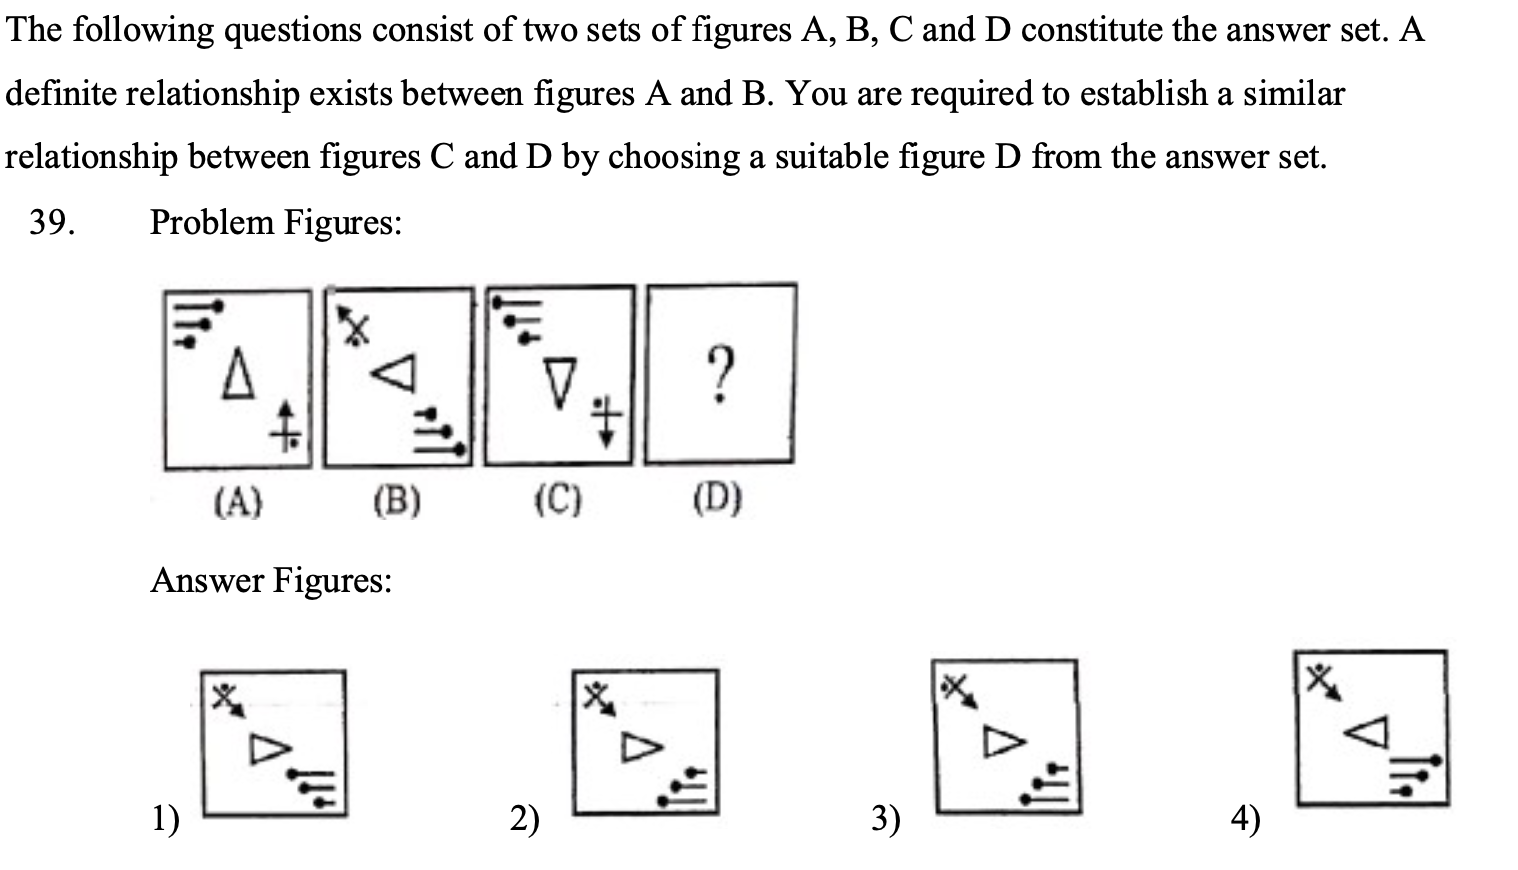 The following questions consist of two sets of figures A, B, C and D constitute the answer set. A
definite relationship exists between figures A and B. You are required to establish a similar
relationship between figures C and D by choosing a suitable figure D from the answer set.
39. Problem Figures:
?
(A) (B) (C) (D)
Answer Figures:
1) 2) 3) 4)